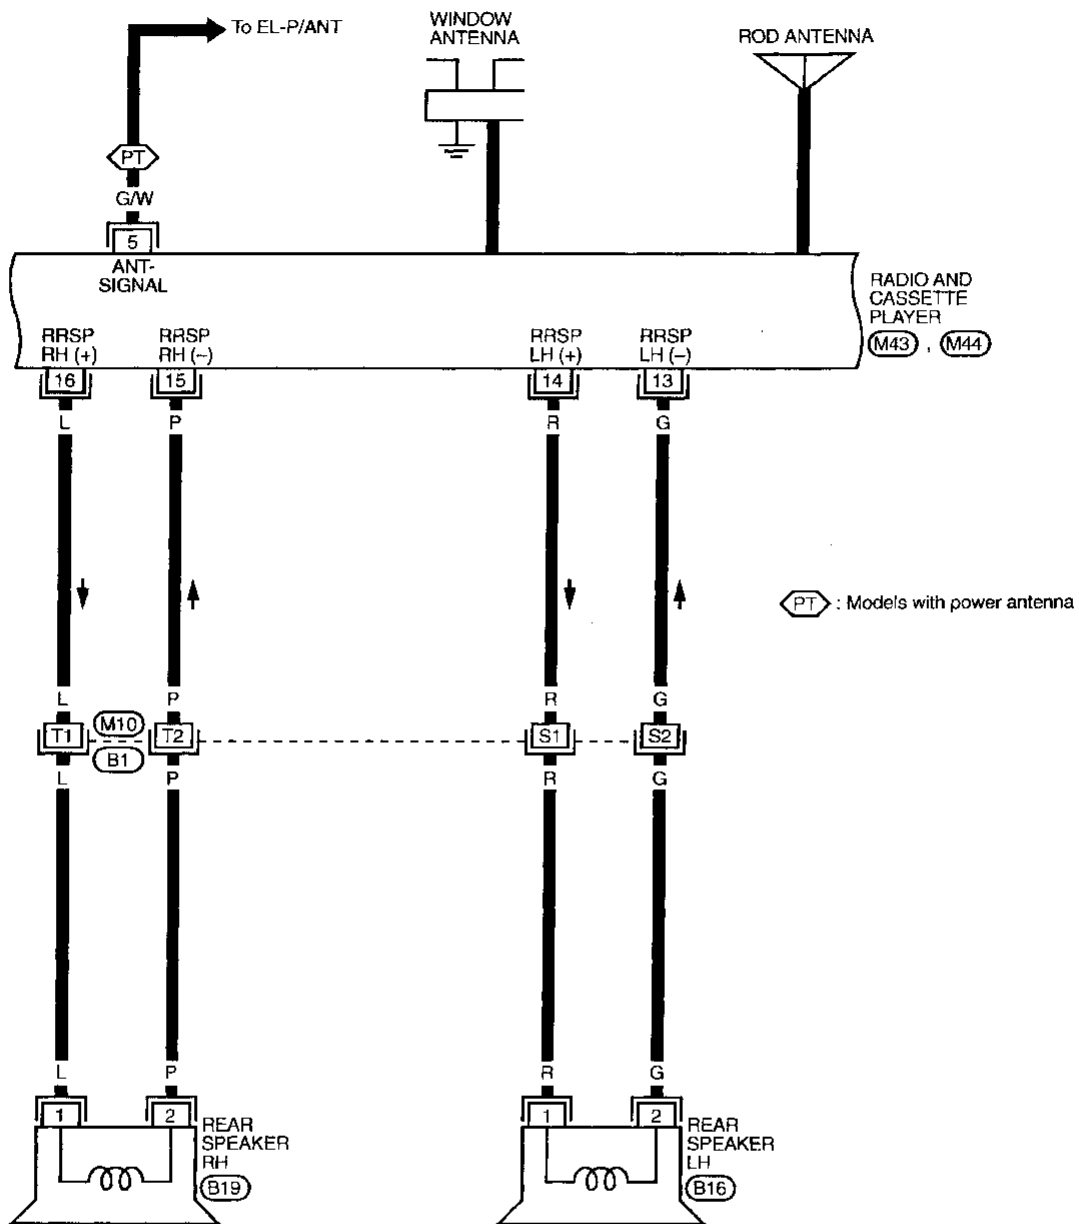 To EL-P/ANT
WINDOW
ANTENNA
ROD ANTENNA
PT
G/W
5
ANT-
SIGNAL
RADIO AND
CASSETTE
PLAYER
M43 , M44
RRSP
RH (+)
RRSP
RH (–)
RRSP
LH (+)
RRSP
LH (–)
16
15
14
13
L
P
R
G
PT : Models with power antenna
L
P
R
G
T1
M10
B1
T2
S1
S2
L
P
R
G
L
P
R
G
1
2
REAR
SPEAKER
RH
B19
1
2
REAR
SPEAKER
LH
B16